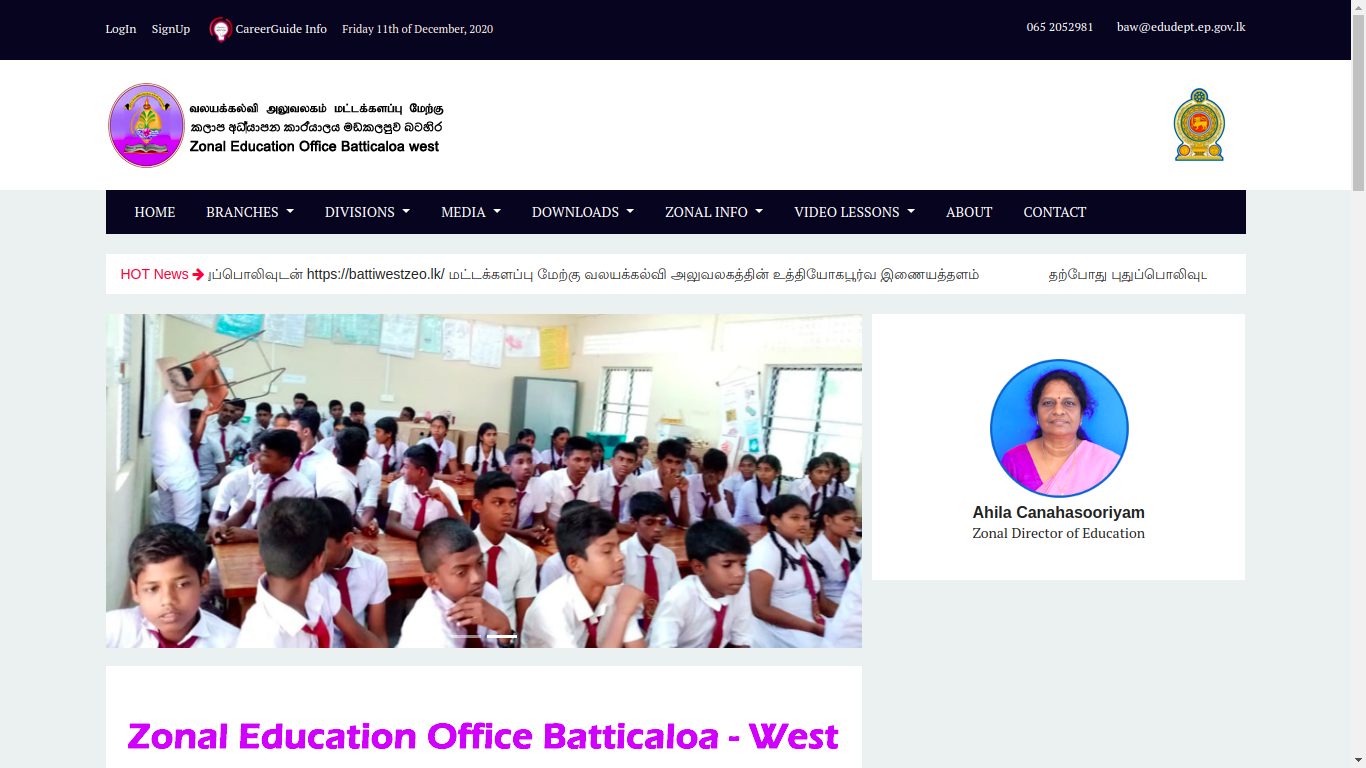 LogIn SignUp CareerGuide Info Friday 11th of December, 2020 065 2052981 baw@edudept.ep.gov.lk
வலயக்கல்வி அலுவலகம் மட்டக்களப்பு மேற்கு
කලාප අධ්‍යාපන කාර්යාලය මඩකලපුව බටහිර
Zonal Education Office Batticaloa west
HOME BRANCHES DIVISIONS MEDIA DOWNLOADS ZONAL INFO VIDEO LESSONS ABOUT CONTACT
HOT News புப்பொலிவுடன் https://battiwestzeo.lk/ மட்டக்களப்பு மேற்கு வலயக்கல்வி அலுவலகத்தின் உத்தியோகபூர்வ இணையத்தளம் தற்போது புதுப்பொலிவு
Ahila Canahasooriyam
Zonal Director of Education
Zonal Education Office Batticaloa - West